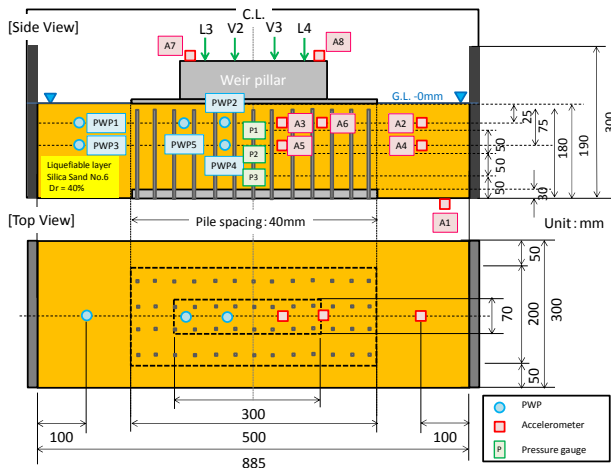 C.L.
[Side View]
A7
L3
V2
V3
L4
A8
Weir pillar
G.L. -0mm
PWP1
PWP2
A3
A6
A2
P1
PWP3
PWP5
A5
A4
P2
PWP4
P3
Liquefiable layer
Silica Sand No.6
Dr = 40%
25
75
50
50
50
30
180
190
300
A1
[Top View]
Pile spacing : 40mm
Unit : mm
50
70
200
300
50
100
300
500
100
885
PWP
Accelerometer
P
Pressure gauge